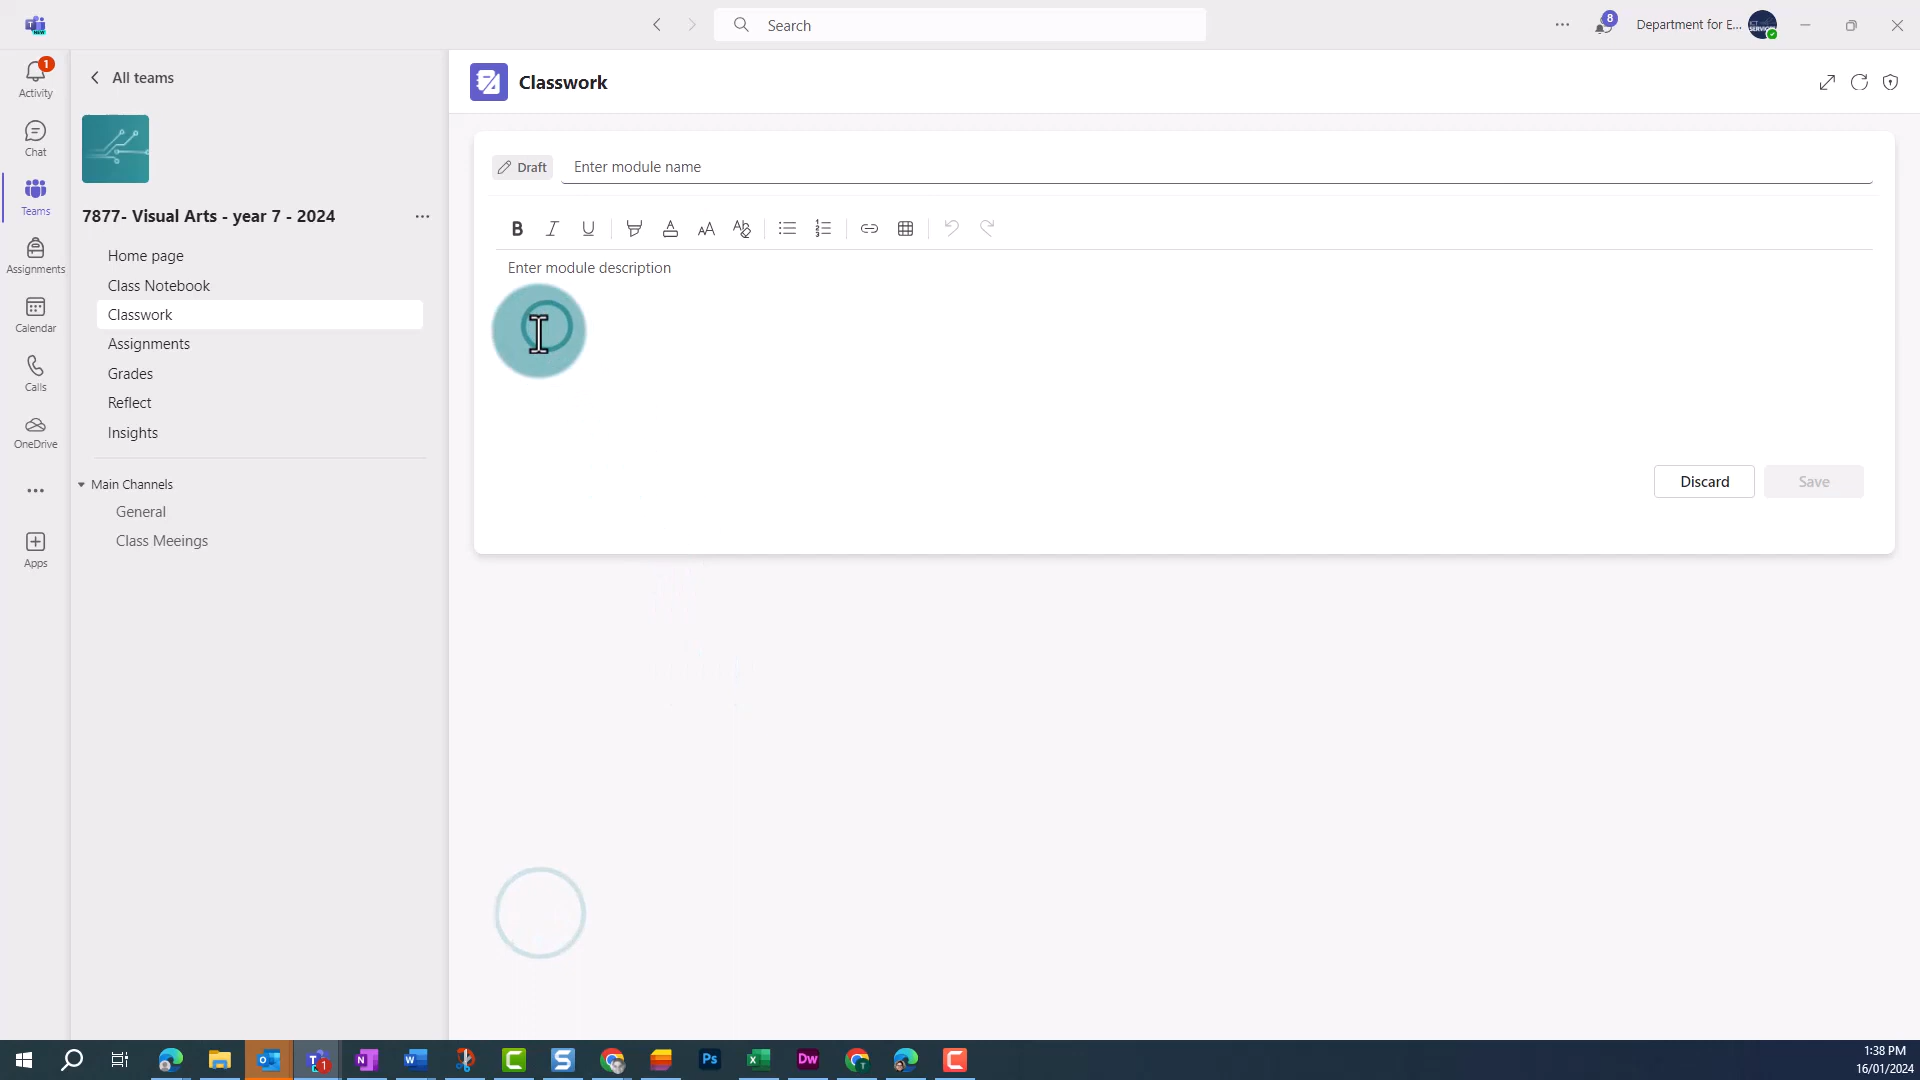 Search
8
Department for E...
1
Activity
Chat
Teams
Assignments
Calendar
Calls
OneDrive
Apps
All teams
7877- Visual Arts - year 7 - 2024
Home page
Class Notebook
Classwork
Assignments
Grades
Reflect
Insights
Main Channels
General
Class Meeings
Classwork
Draft
Enter module name
B I U
Enter module description
Discard
Save
1:38 PM
16/01/2024